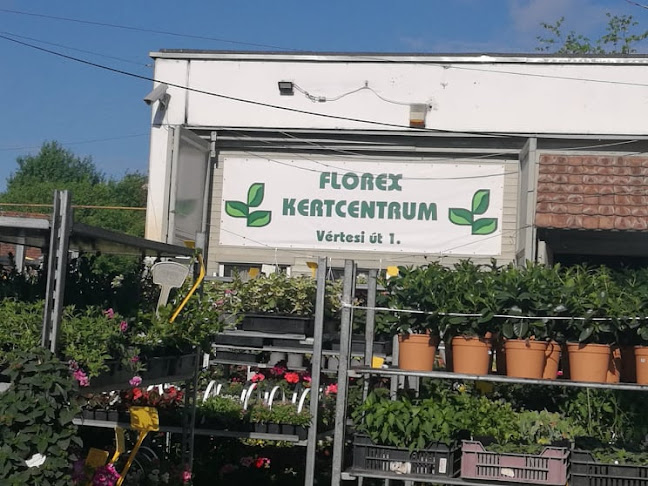 FLOREX
KERTCENTRUM
Vértesi út 1.